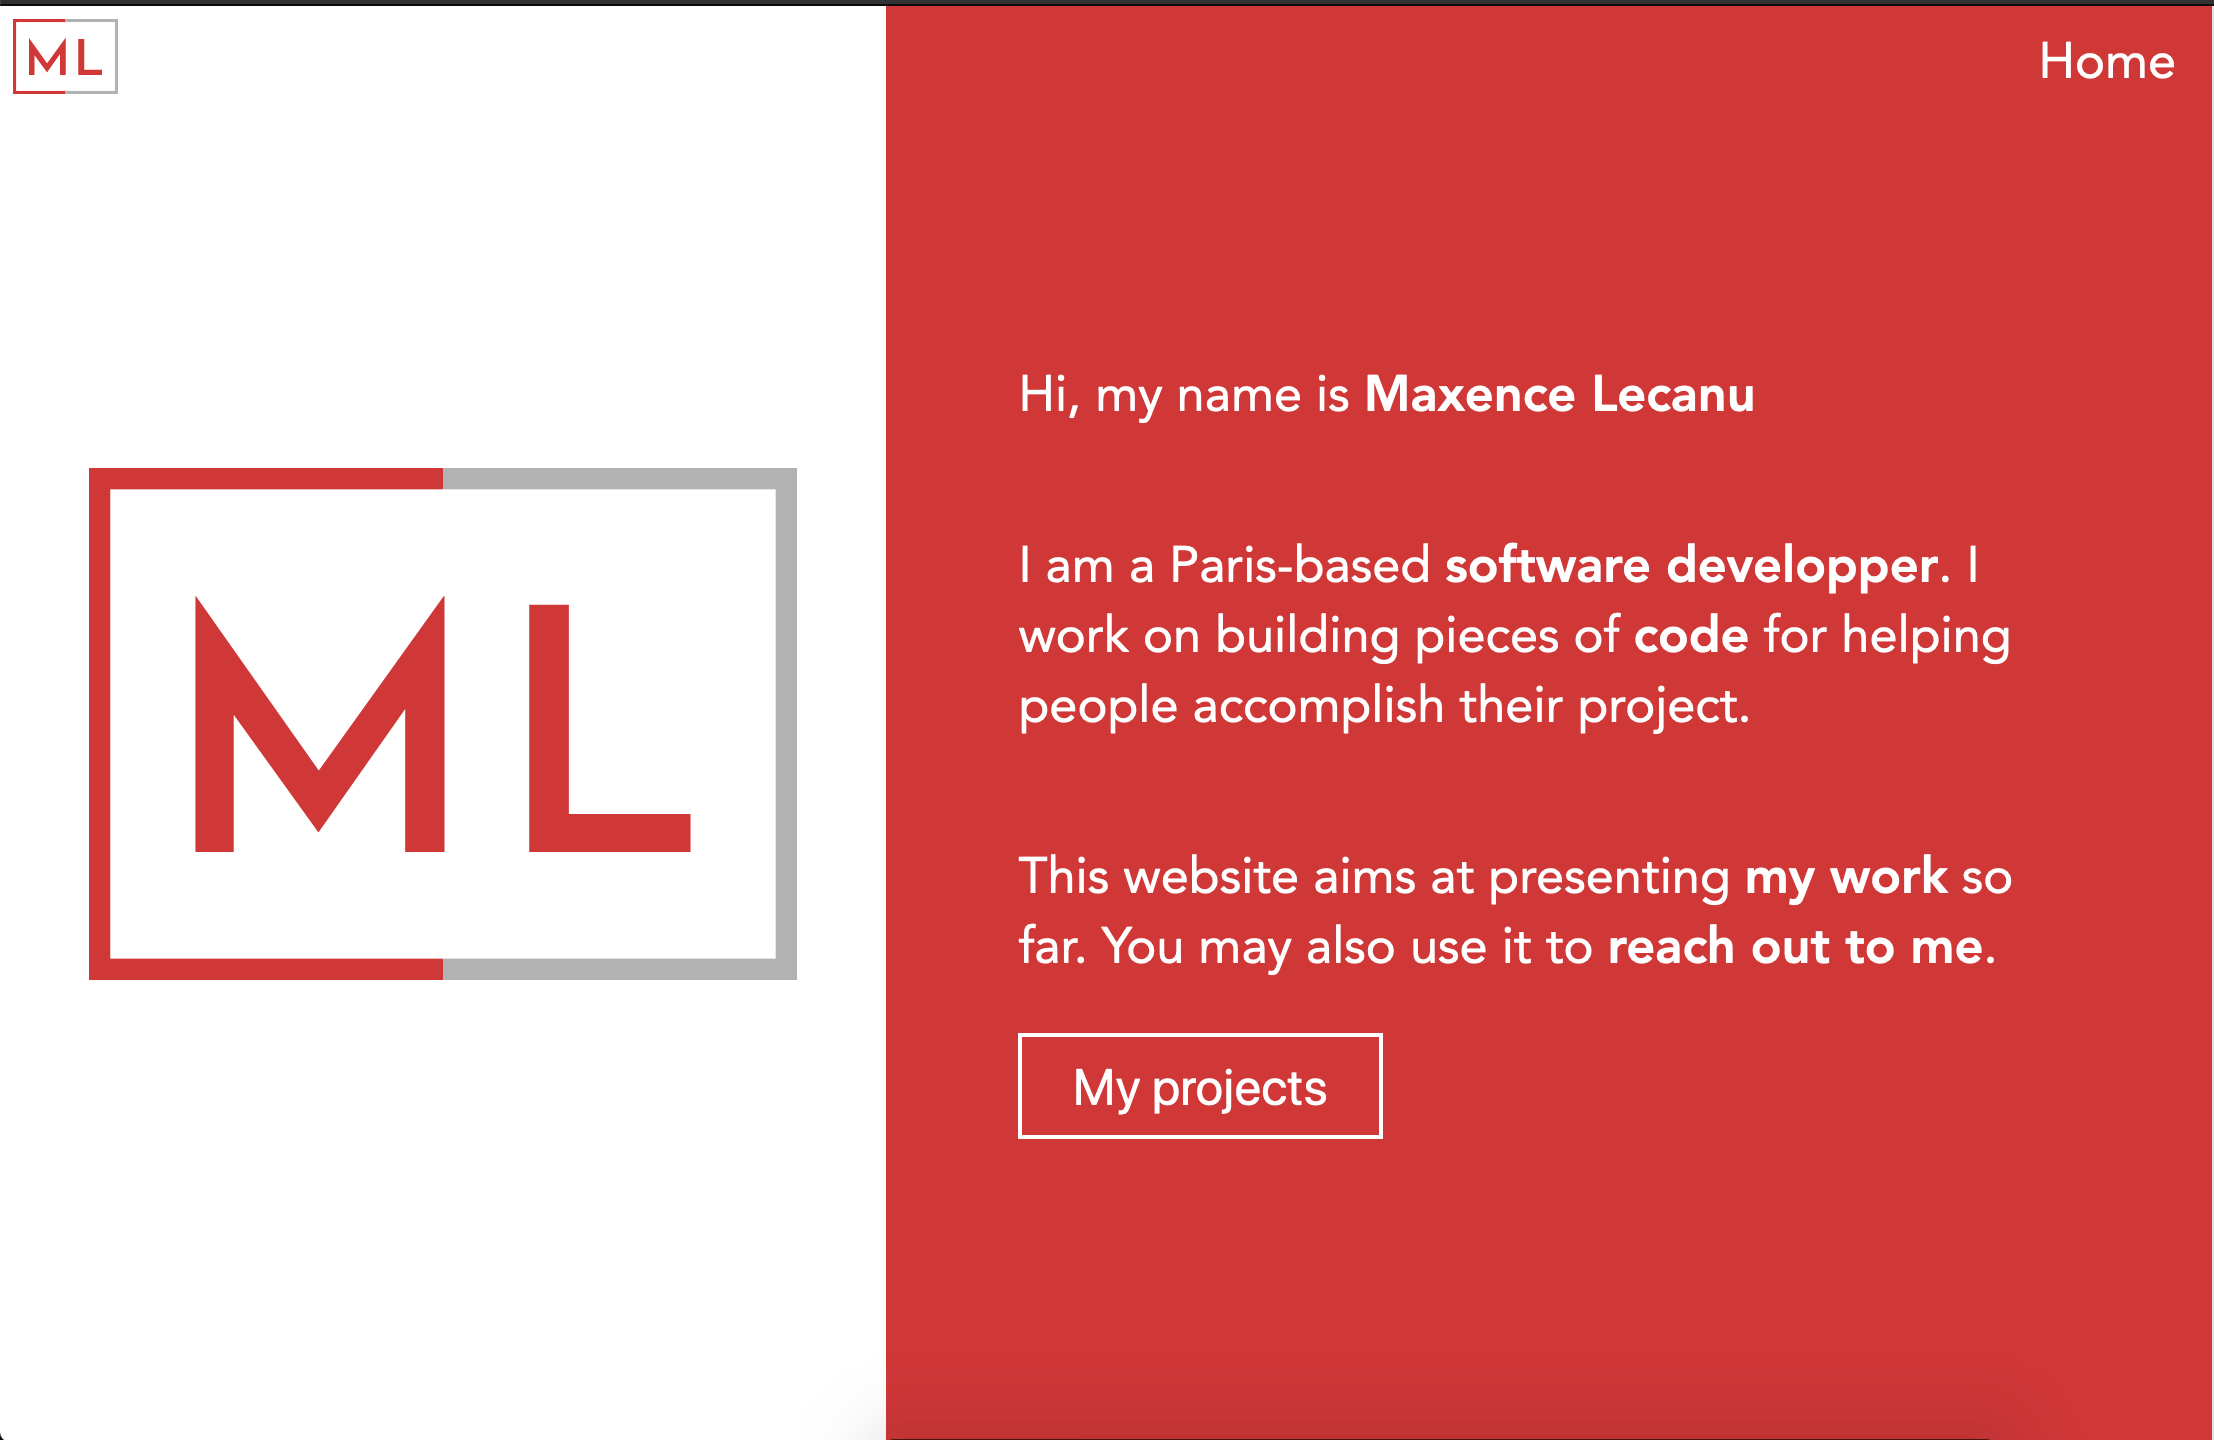 ML
Home
ML
Hi, my name is Maxence Lecanu
I am a Paris-based software developper. I
work on building pieces of code for helping
people accomplish their project.
This website aims at presenting my work so
far. You may also use it to reach out to me.
My projects